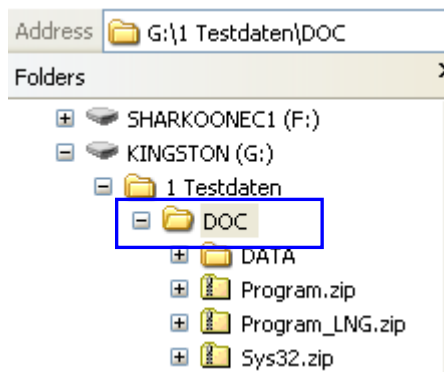 Address G:\1 Testdaten\DOC
Folders
SHARKOONEC1 (F:)
KINGSTON (G:)
1 Testdaten
DOC
DATA
Program.zip
Program_LNG.zip
Sys32.zip